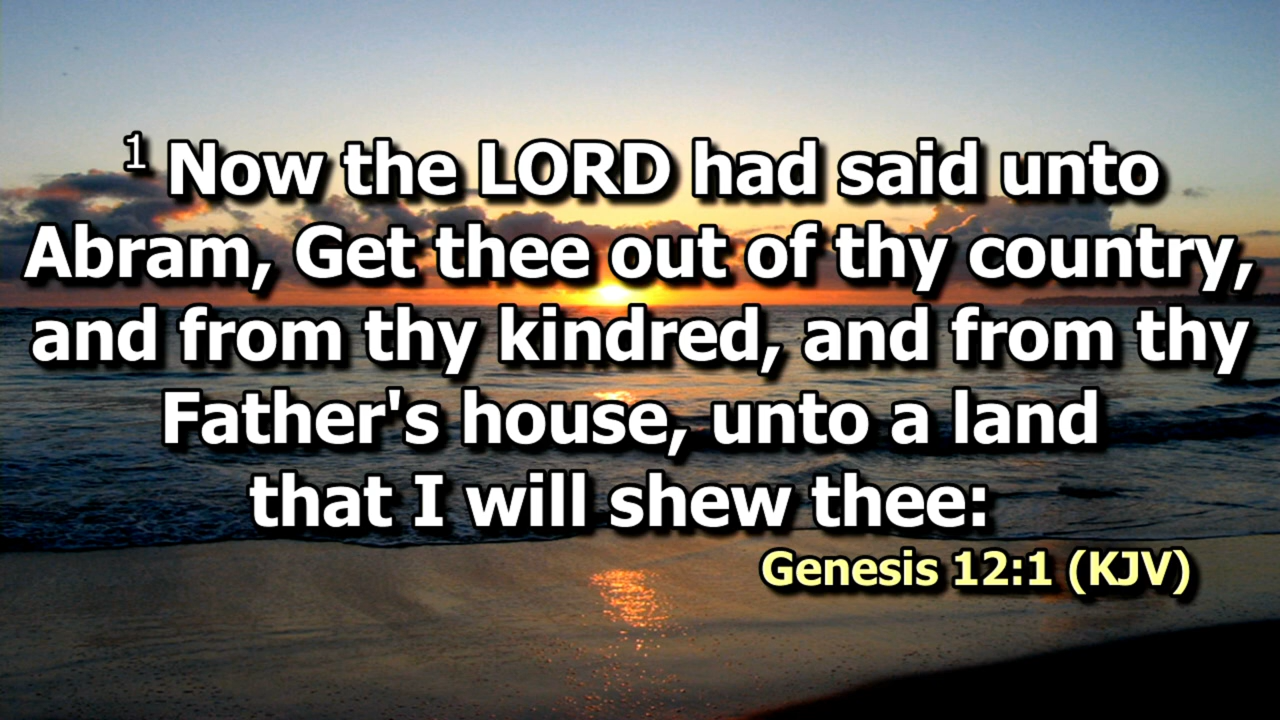 1 Now the LORD had said unto
Abram, Get thee out of thy country,
and from thy kindred, and from thy
Father's house, unto a land
that I will shew thee:
Genesis 12:1 (KJV)